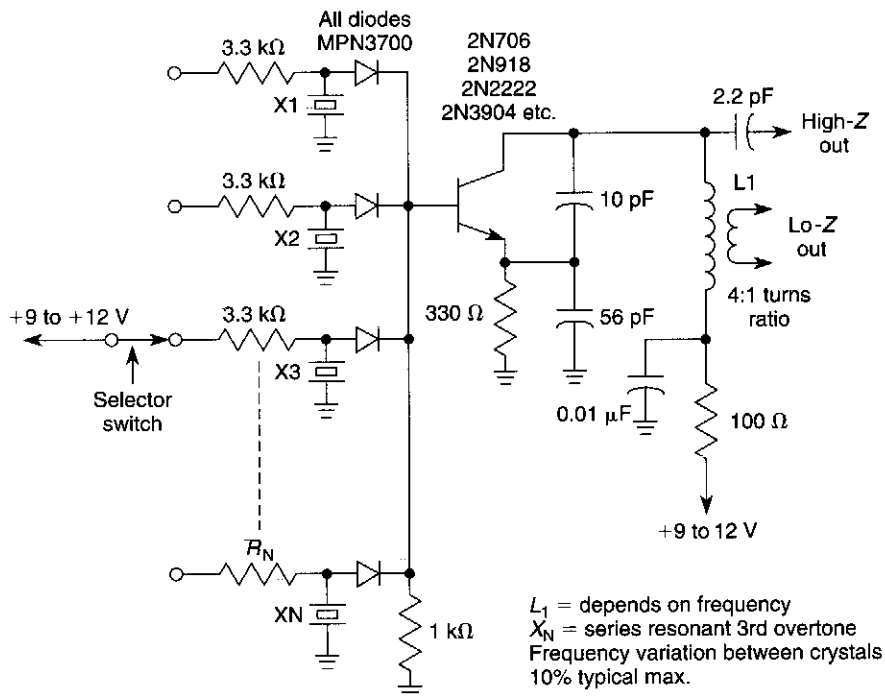 All diodes
MPN3700
3.3 kΩ
X1
2N706
2N918
2N2222
2N3904 etc.
2.2 pF
High-Z
out
L1
3.3 kΩ
X2
10 pF
Lo-Z
out
4:1 turns
ratio
+9 to +12 V
3.3 kΩ
X3
330 Ω
56 pF
Selector
switch
0.01 µF
100 Ω
+9 to 12 V
RN
XN
1 kΩ
L1 = depends on frequency
XN = series resonant 3rd overtone
Frequency variation between crystals
10% typical max.